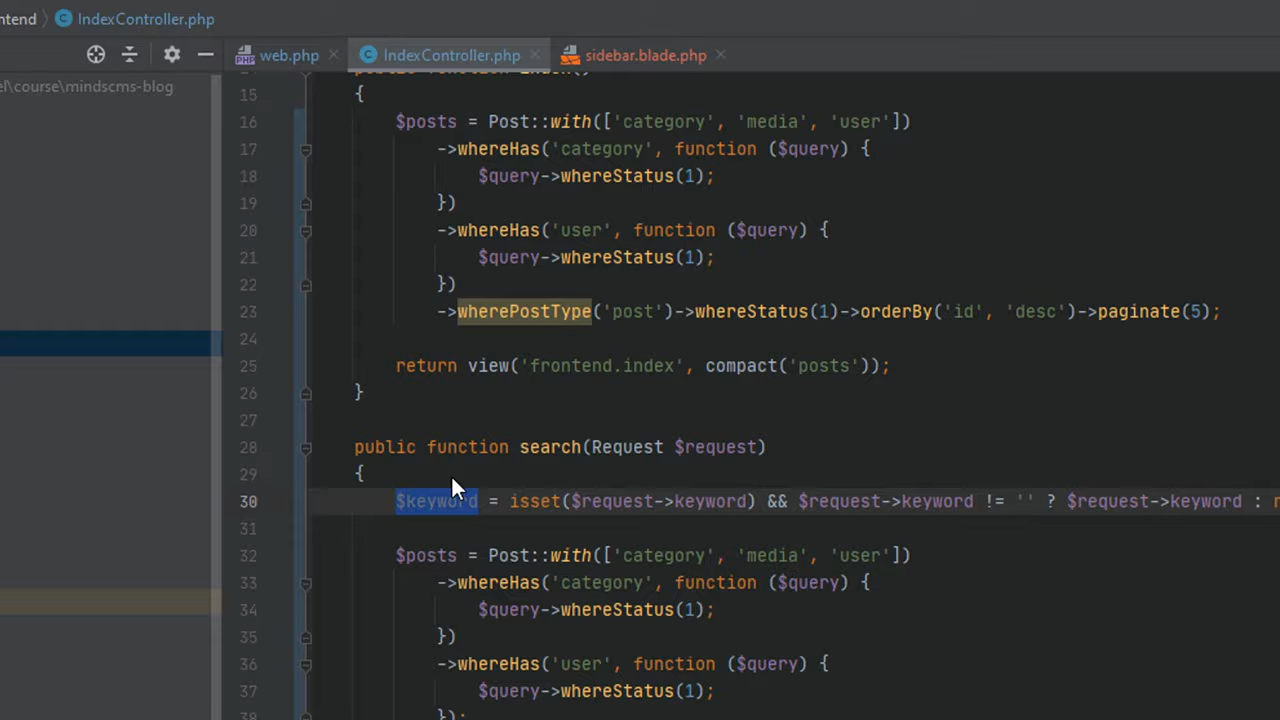 ntend > IndexController.php
web.php IndexController.php sidebar.blade.php
el\course\mindscms-blog
15 {
16 $posts = Post::with(['category', 'media', 'user'])
17 ->whereHas('category', function ($query) {
18 $query->whereStatus(1);
19 })
20 ->whereHas('user', function ($query) {
21 $query->whereStatus(1);
22 })
23 ->wherePostType('post')->whereStatus(1)->orderBy('id', 'desc')->paginate(5);
24
25 return view('frontend.index', compact('posts'));
26 }
27
28 public function search(Request $request)
29 {
30 $keyword = isset($request->keyword) && $request->keyword != '' ? $request->keyword : n
31
32 $posts = Post::with(['category', 'media', 'user'])
33 ->whereHas('category', function ($query) {
34 $query->whereStatus(1);
35 })
36 ->whereHas('user', function ($query) {
37 $query->whereStatus(1);
38 });